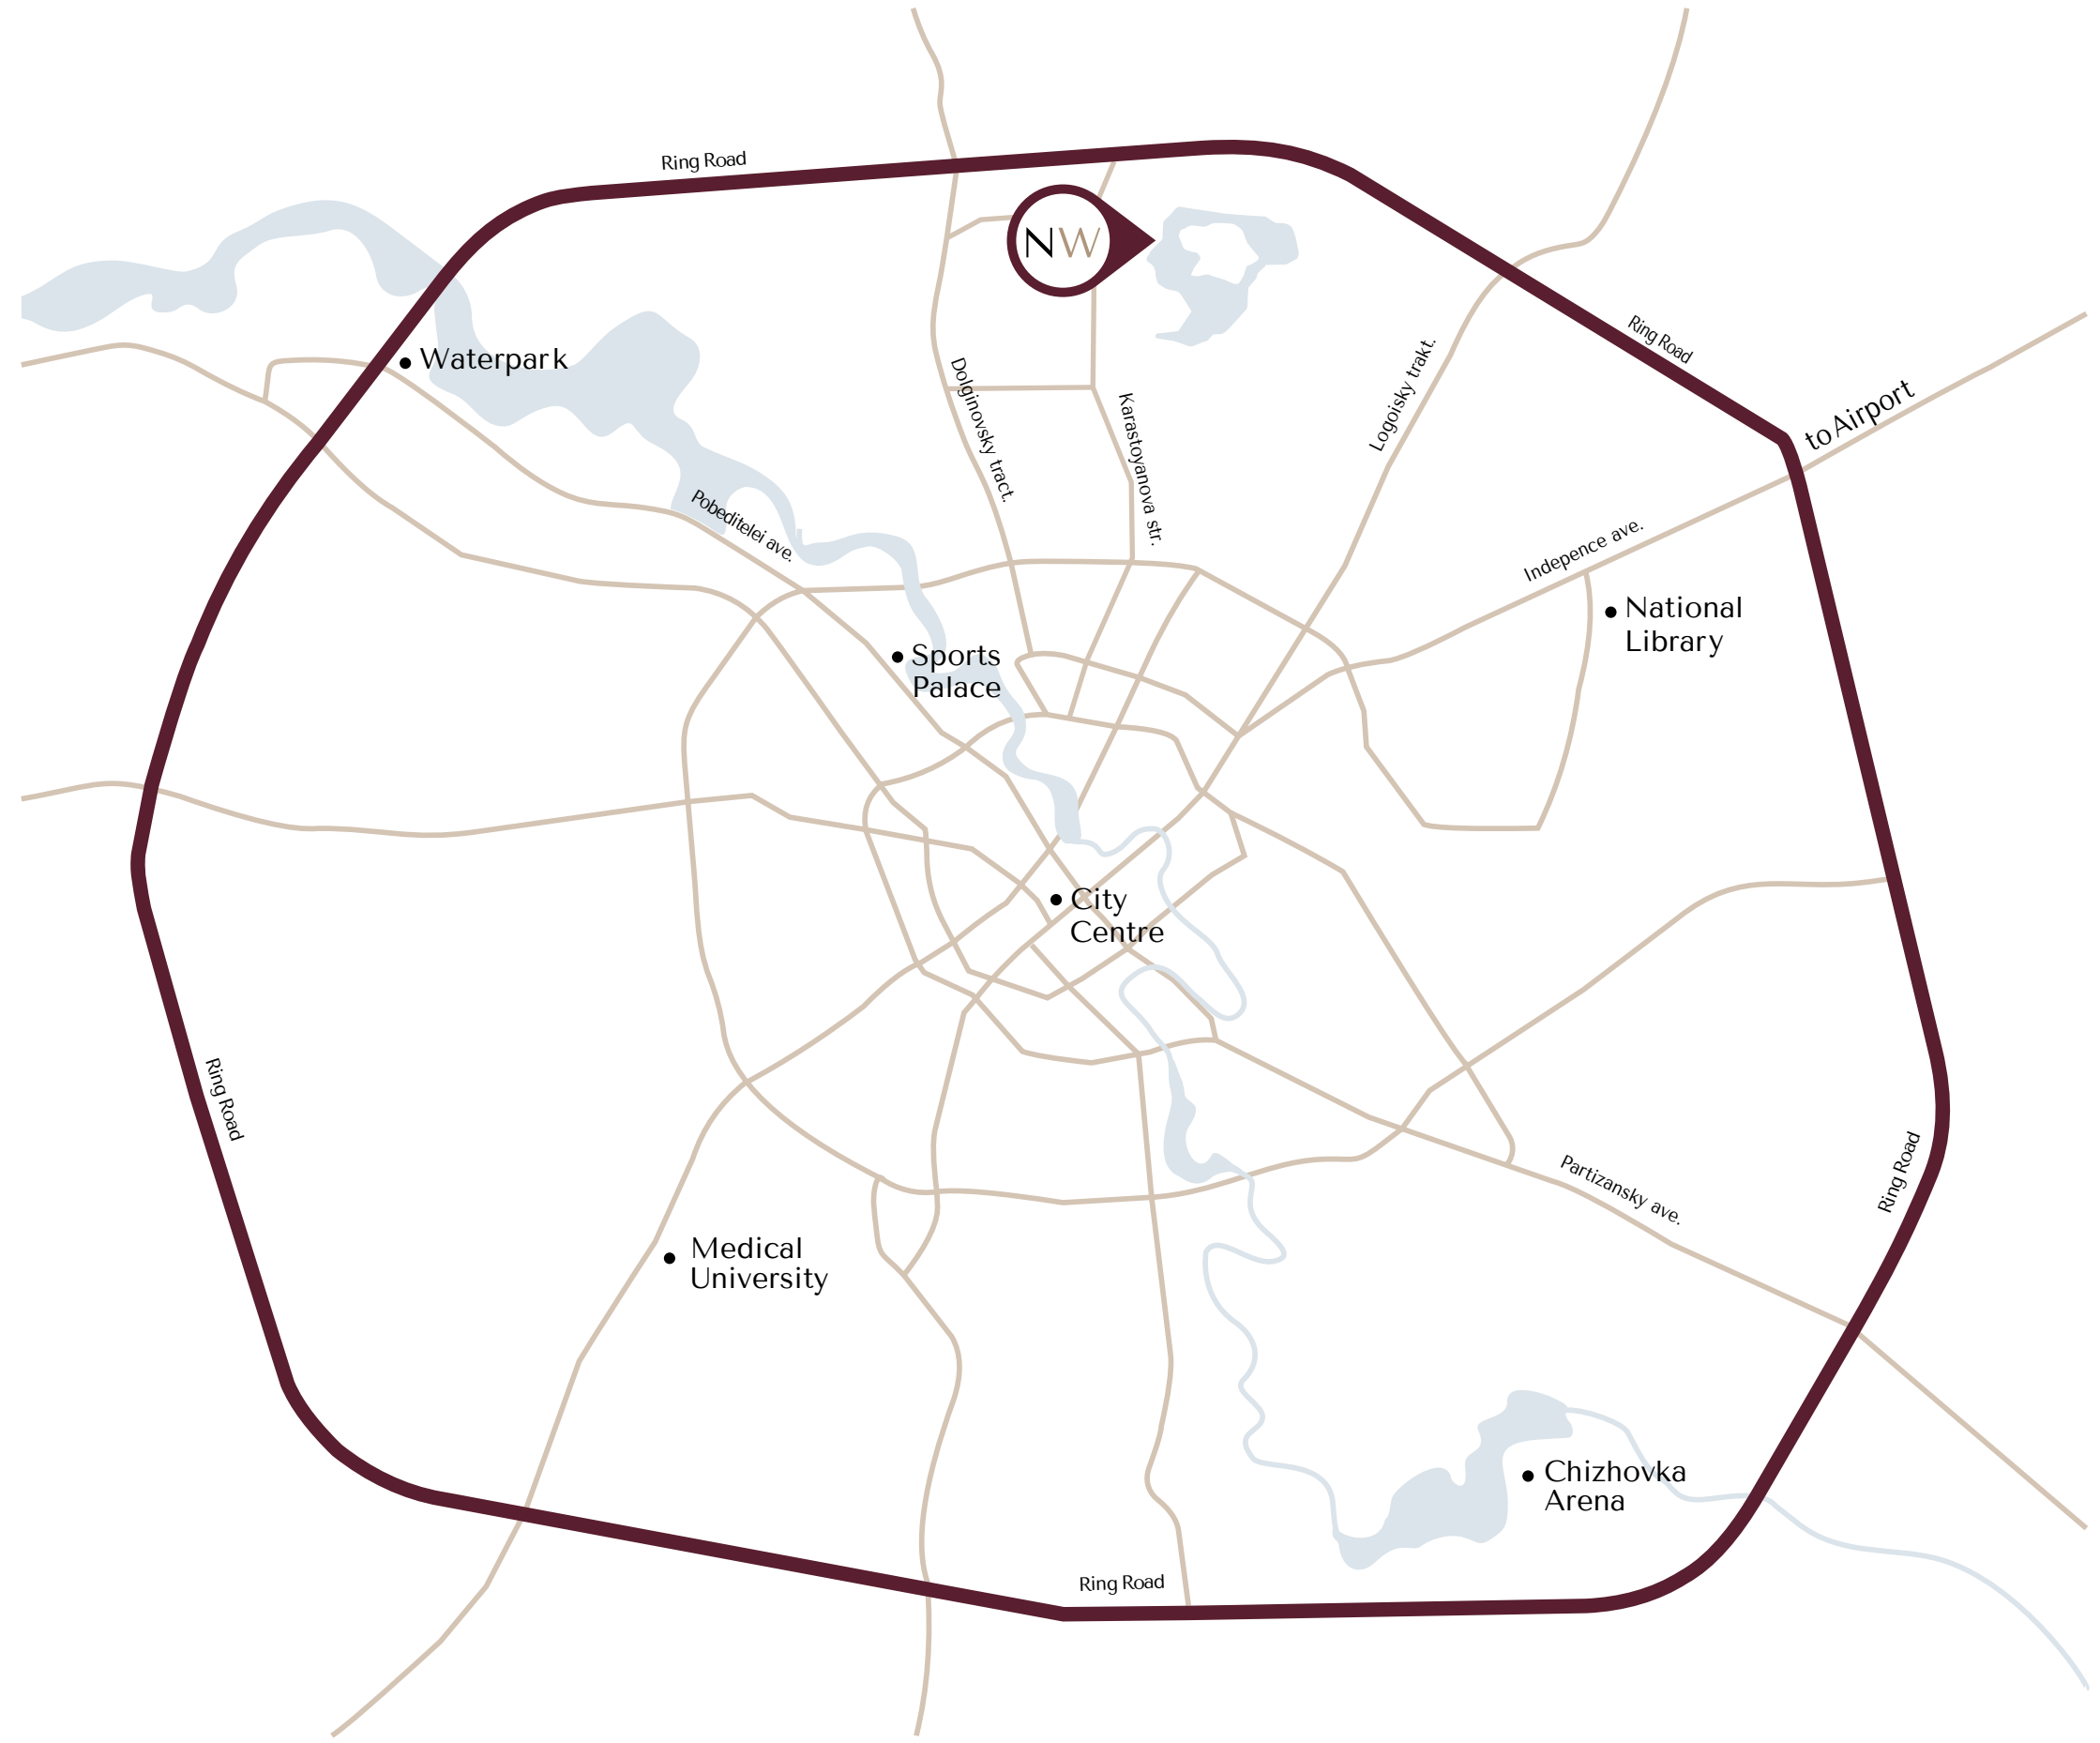 Ring Road
NW
Waterpark
Ring Road
to Airport
Dolginovsky tract.
Karastoyanova str.
Logoisky trakt.
Pobeditelei ave.
Indepence ave.
National
Library
Sports
Palace
City
Centre
Ring Road
Ring Road
Partizansky ave.
Medical
University
Chizhovka
Arena
Ring Road